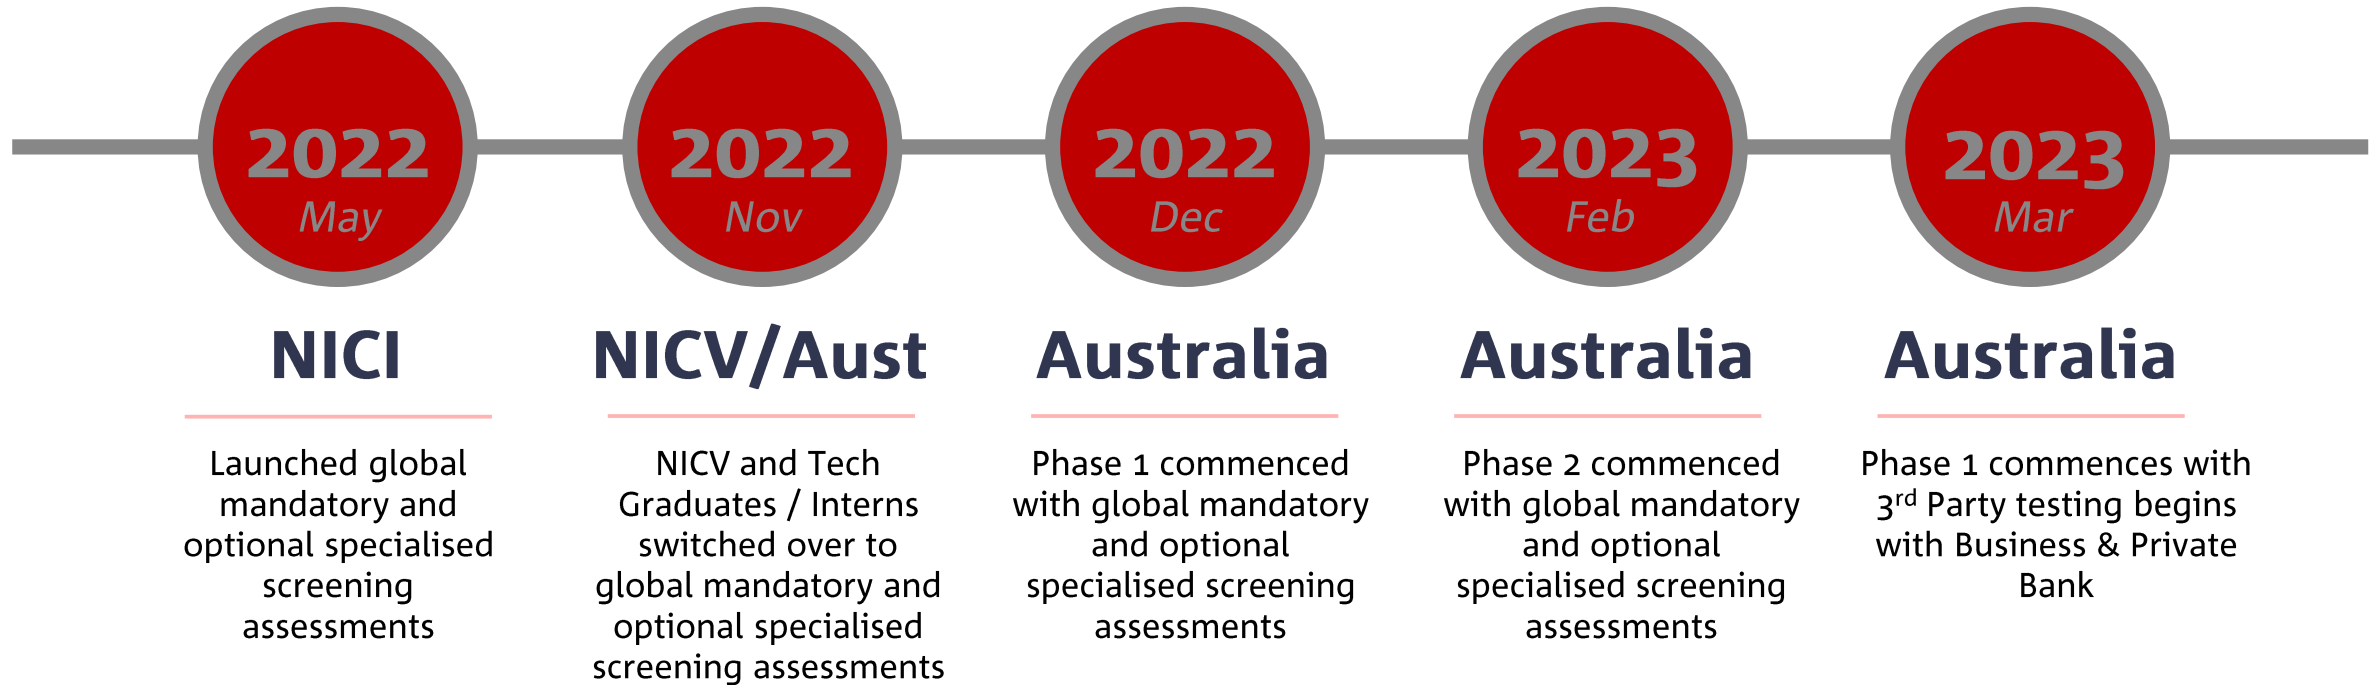 2022
May
NICI
Launched global
mandatory and
optional specialised
screening
assessments
2022
Nov
NICV/Aust
NICV and Tech
Graduates / Interns
switched over to
global mandatory and
optional specialised
screening assessments
2022
Dec
Australia
Phase 1 commenced
with global mandatory
and optional
specialised screening
assessments
2023
Feb
Australia
Phase 2 commenced
with global mandatory
and optional
specialised screening
assessments
2023
Mar
Australia
Phase 1 commences with
3rd Party testing begins
with Business & Private
Bank